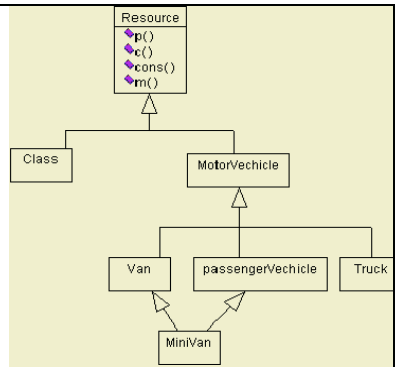 Resource
p()
c()
cons()
m()
Class
MotorVechicle
Van
passengerVechicle
Truck
MiniVan